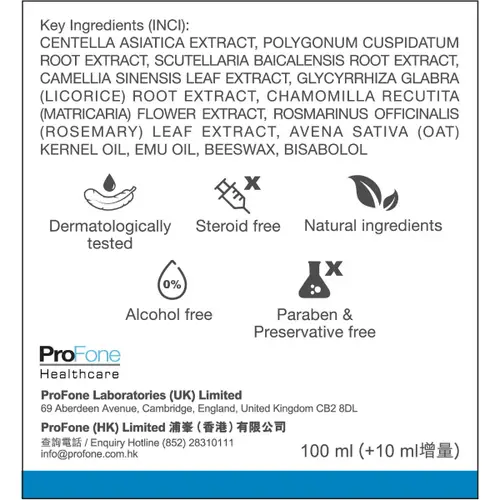 Key Ingredients (INCI):
CENTELLA ASIATICA EXTRACT, POLYGONUM CUSPIDATUM
ROOT EXTRACT, SCUTELLARIA BAICALENSIS ROOT EXTRACT,
CAMELLIA SINENSIS LEAF EXTRACT, GLYCYRRHIZA GLABRA
(LICORICE) ROOT EXTRACT, CHAMOMILLA RECUTITA
(MATRICARIA) FLOWER EXTRACT, ROSMARINUS OFFICINALIS
(ROSEMARY) LEAF EXTRACT, AVENA SATIVA (OAT)
KERNEL OIL, EMU OIL, BEESWAX, BISABOLOL
Dermatologically
tested
Steroid free
Natural ingredients
0%
Alcohol free
Paraben &
Preservative free
ProFone
Healthcare
ProFone Laboratories (UK) Limited
69 Aberdeen Avenue, Cambridge, England, United Kingdom CB2 8DL
ProFone (HK) Limited 浦峯(香港)有限公司
查詢電話 / Enquiry Hotline (852) 28310111
info@profone.com.hk
100 ml (+10 ml增量)